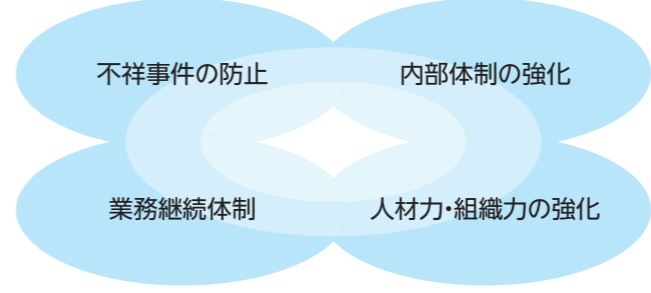 不祥事件の防止
内部体制の強化
業務継続体制
人材力・組織力の強化